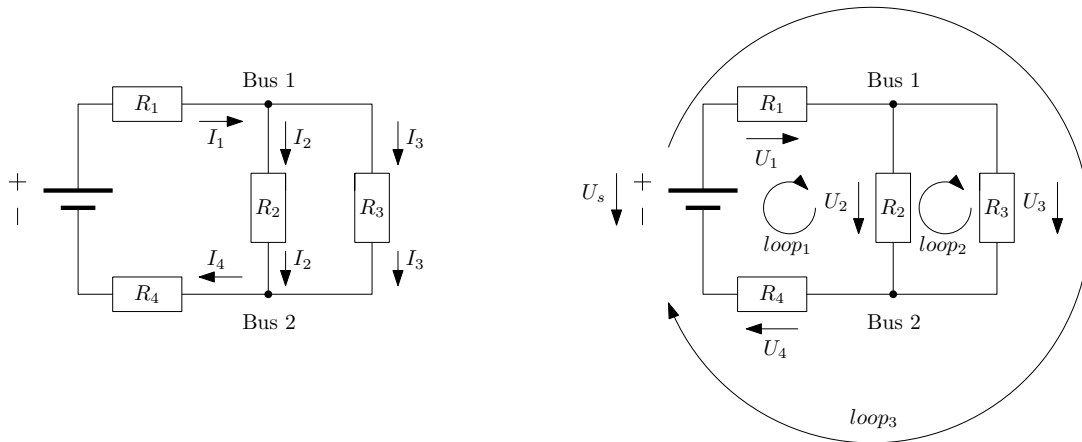 Bus 1
R1
I1
I2
I3
+
−
R2
R3
I4
I2
I3
R4
Bus 2
Bus 1
R1
U1
Us
+
−
U2
R2
R3
U3
loop1
loop2
R4
U4
Bus 2
loop3